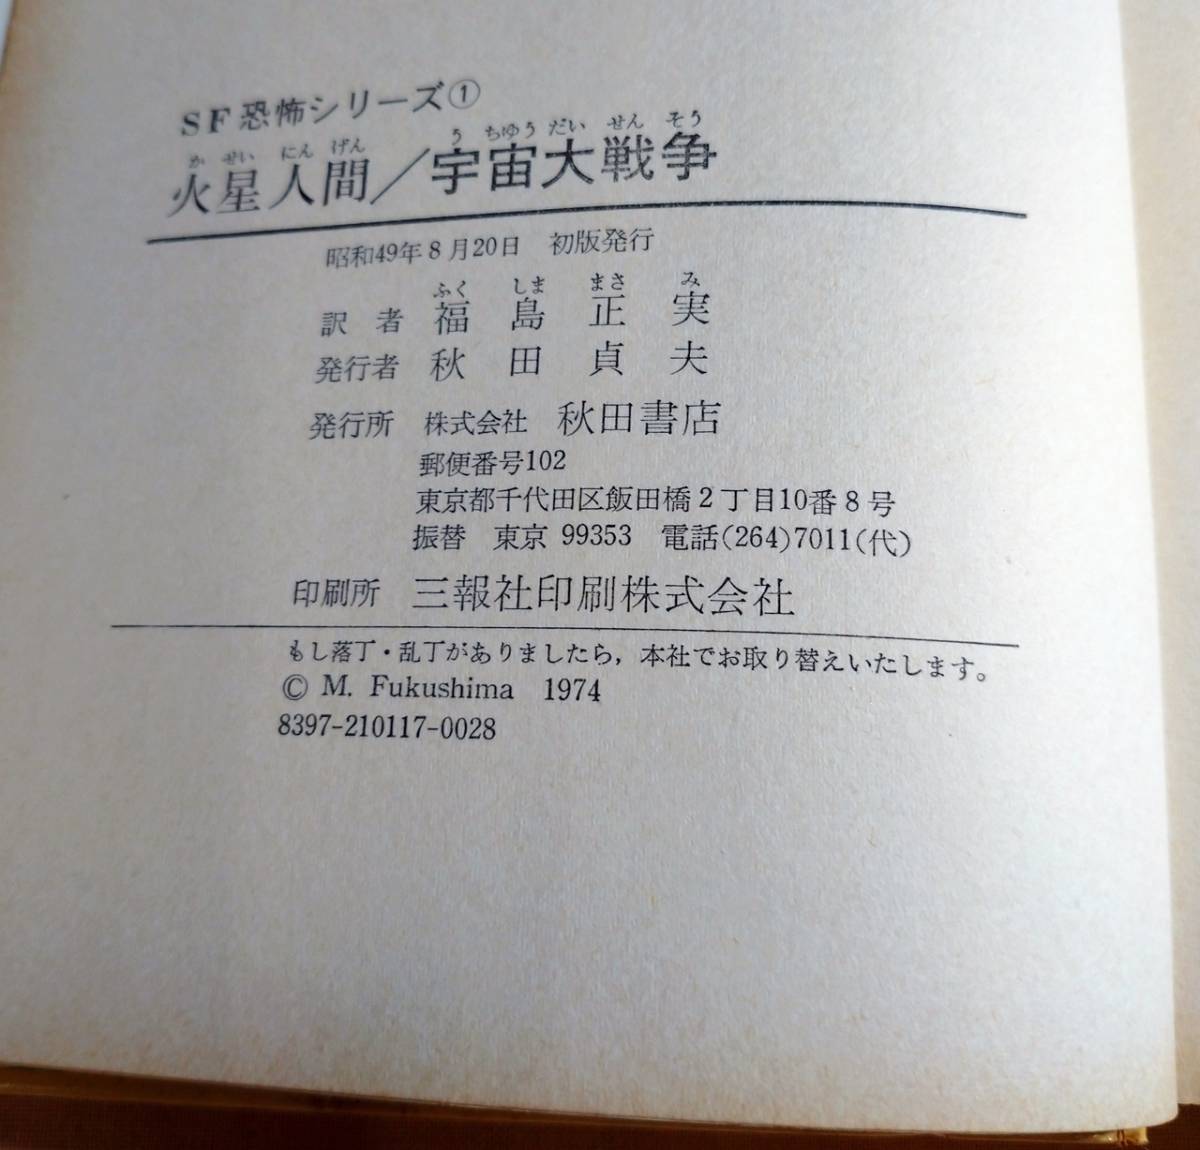 SF恐怖シリーズ①
かせいにんげん うちゆうだいせんそう
火星人間/宇宙大戦争
昭和49年8月20日 初版発行
ふくしままさみ
訳者 福島正実
発行者 秋田貞夫
発行所 株式会社 秋田書店
郵便番号102
東京都千代田区飯田橋2丁目10番8号
振替 東京 99353 電話(264)7011(代)
印刷所 三報社印刷株式会社
もし落丁・乱丁がありましたら,本社でお取り替えいたします。
© M. Fukushima 1974
8397-210117-0028